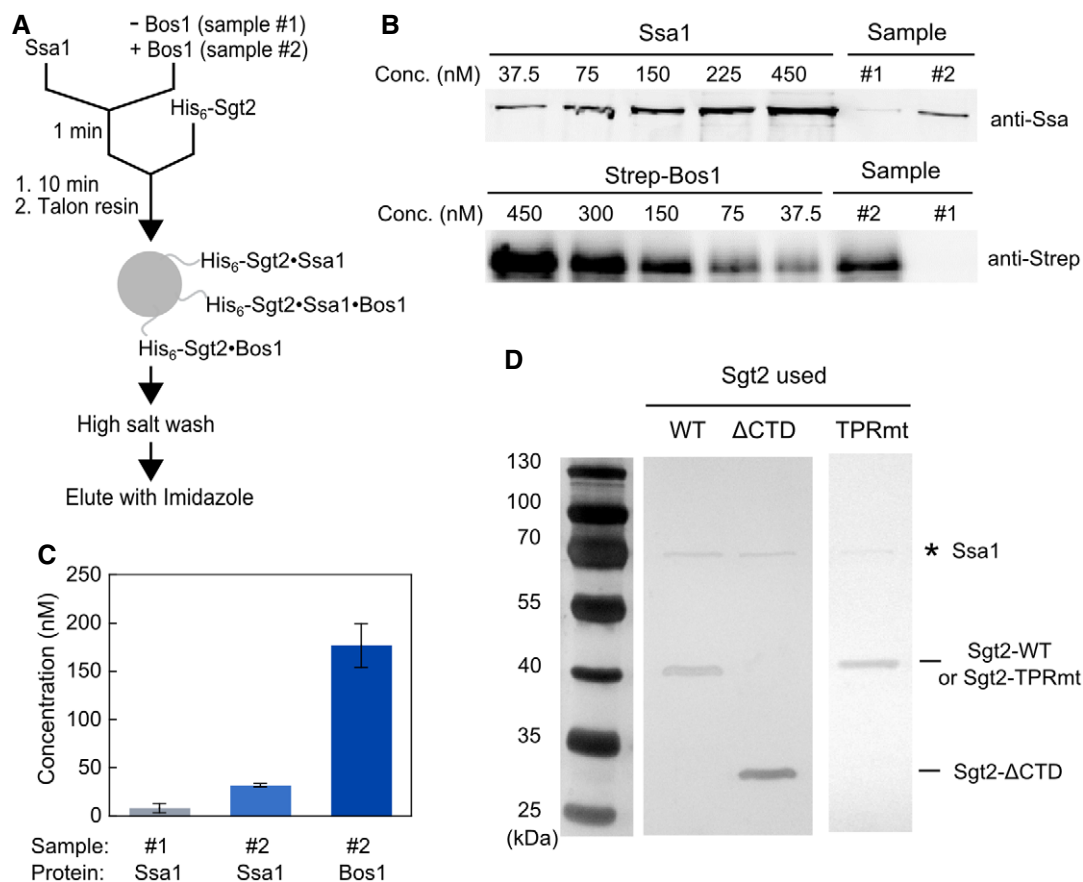 A
- Bos1 (sample #1)
Ssa1
+ Bos1 (sample #2)
His6-Sgt2
1 min
1. 10 min
2. Talon resin
His6-Sgt2•Ssa1
His6-Sgt2•Ssa1•Bos1
His6-Sgt2•Bos1
High salt wash
Elute with Imidazole
B
Ssa1 Sample
Conc. (nM) 37.5 75 150 225 450 #1 #2
anti-Ssa
Strep-Bos1 Sample
Conc. (nM) 450 300 150 75 37.5 #2 #1
anti-Strep
C
Concentration (nM)
250
200
150
100
50
0
Sample: #1 #2 #2
Protein: Ssa1 Ssa1 Bos1
D
Sgt2 used
WT ΔCTD TPRmt
130
100
70
55
40
35
25
(kDa)
* Ssa1
Sgt2-WT
or Sgt2-TPRmt
Sgt2-ΔCTD